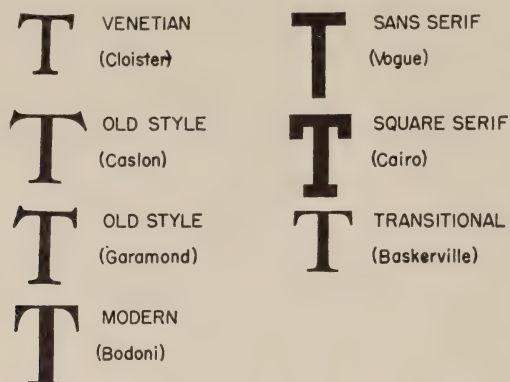 T VENETIAN
(Cloister)
T OLD STYLE
(Caslon)
T OLD STYLE
(Garamond)
T MODERN
(Bodoni)
T SANS SERIF
(Vogue)
T SQUARE SERIF
(Cairo)
T TRANSITIONAL
(Baskerville)